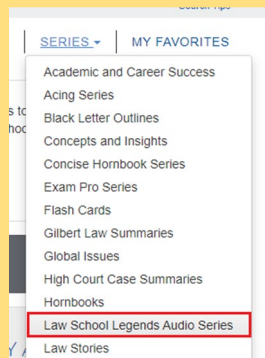 SERIES
MY FAVORITES
Academic and Career Success
Acing Series
Black Letter Outlines
Concepts and Insights
Concise Hornbook Series
Exam Pro Series
Flash Cards
Gilbert Law Summaries
Global Issues
High Court Case Summaries
Hornbooks
Law School Legends Audio Series
Law Stories